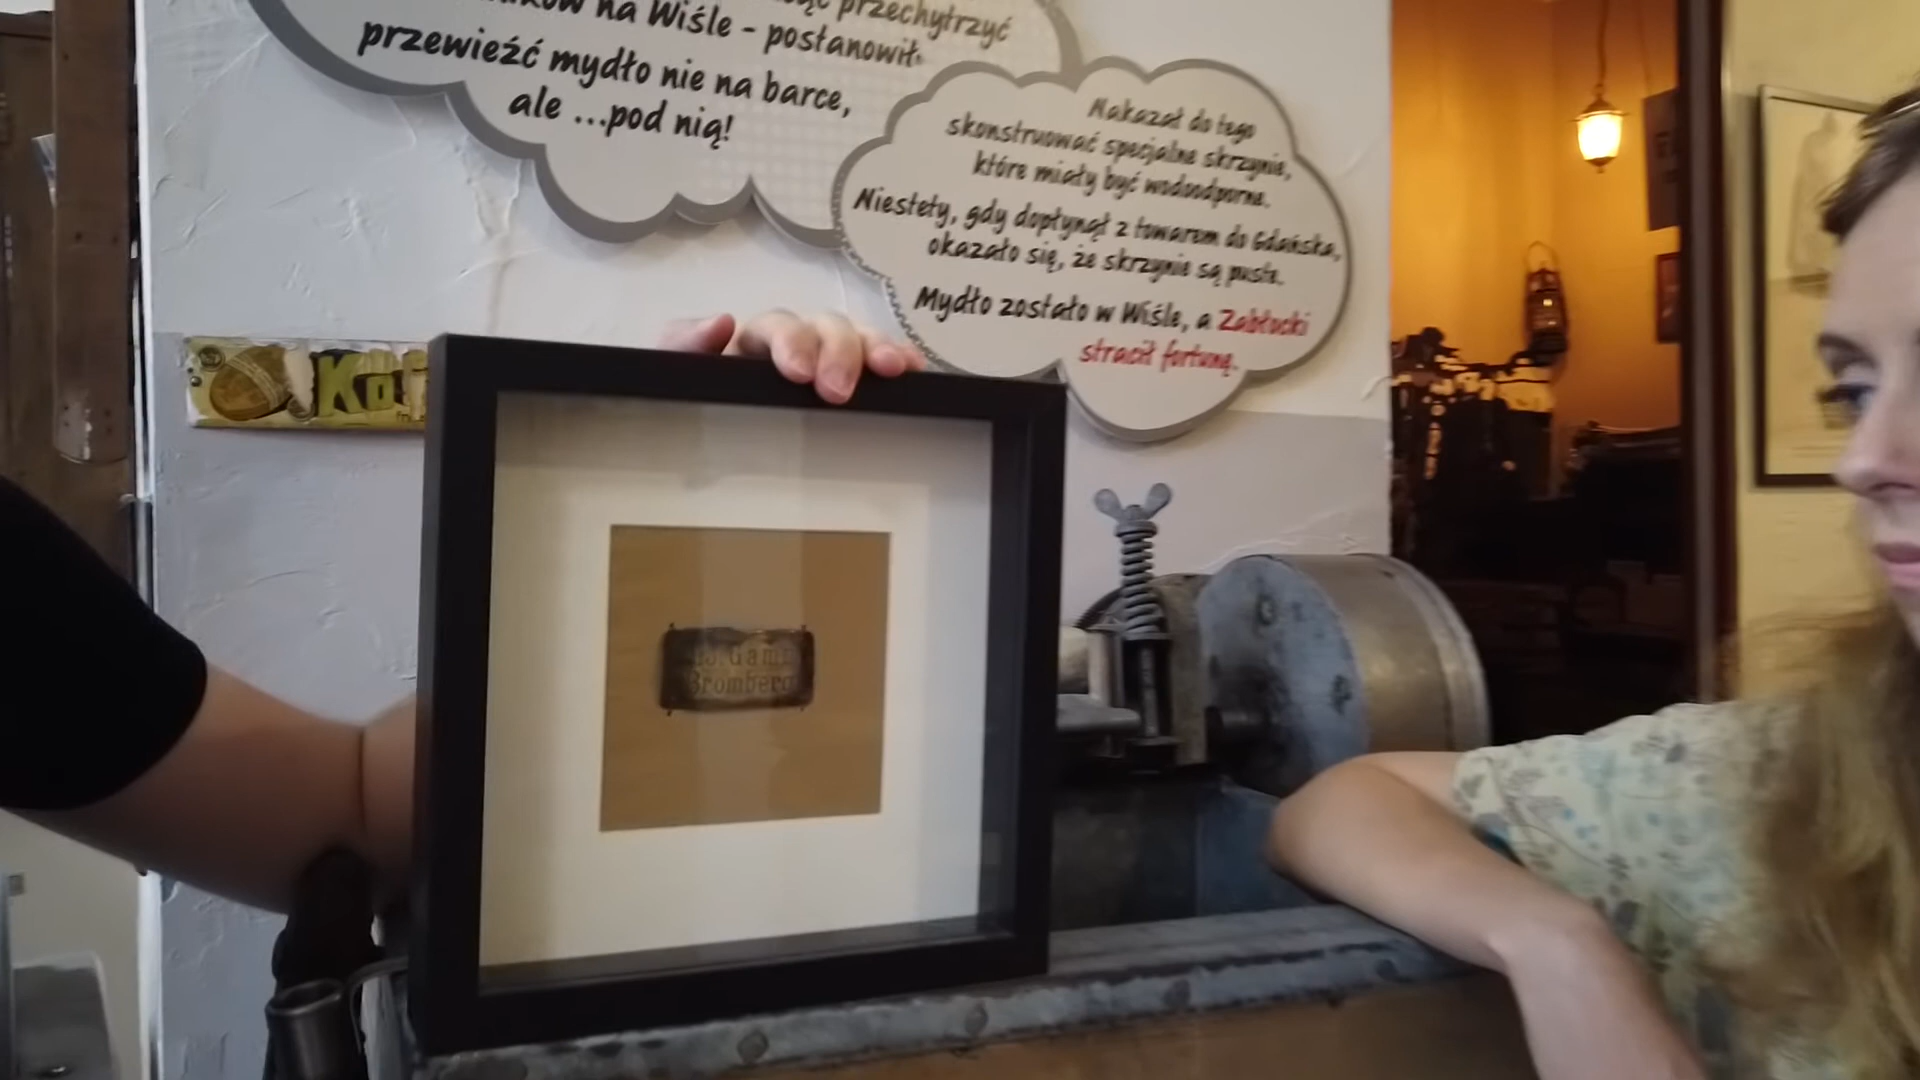 przechytrzyć
na Wiśle - postanowił:
przewieźć mydło nie na barce,
ale ...pod nią!
Nakazał do tego
skonstruować specjalne skrzynie,
które miały być wodoodporne.
Niestety, gdy dopłynął z towarem do Gdańska,
okazało się, że skrzynie są puste.
Mydło zostało w Wiśle, a Zabłocki
stracił fortunę.
Bromberg